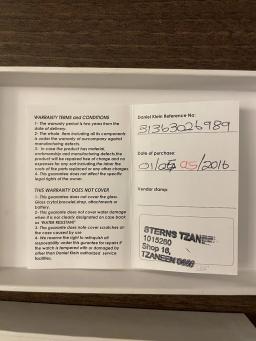 WARRANTY TERMS and CONDITIONS
1- The warranty period is two years from the
date of delivery.
2- The whole item including all its components
is under the warranty of ourcompany against
manufacturing defects.
3- In case the product has material,
workmanship and manufacturing defects,the
product will be repaired free of charge and no
expenses for any act including the labor the
costs of the parts replaced or any other charges
4- This guarantee does not affect the specific
legal rights of the owner.
THIS WARRANTY DOES NOT COVER
1- This guarantee does not cover the glass
Glass crystal,bracelet,strap, attachments or
battery.
2- This guarantee does not cover water damage
when it is not clearly designated on case back
as "WATER RESISTANT"
3- The guarantee does note cover scratches on
the case caused by use
4- We reserve the right to relinquish all
responsability under this guarantee for repairs if
the watch is tampered with or damaged by
other than Daniel Klein authorized service
facilities.
Daniel Klein Reference No:
31363026989
Date of purchase:
01/05/2016
Vendor stamp:
STERNS TZANEEN
1015260
Shop 16,
TZANEEN 0850